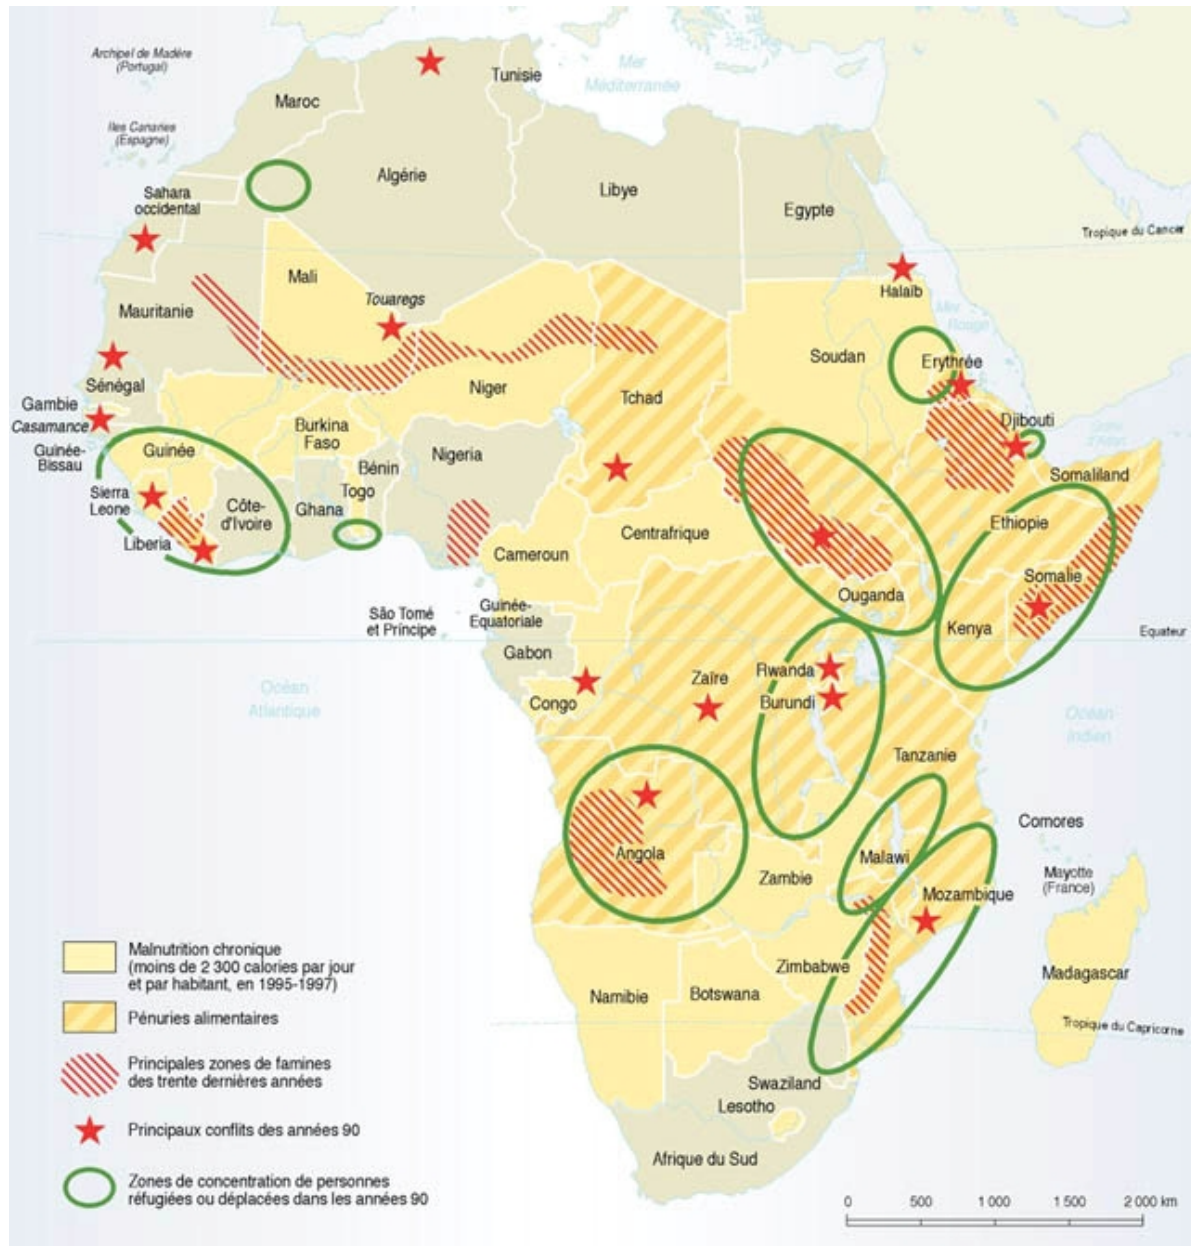 Archipel de Madère
(Portugal)
Mer
Méditerranée
Tunisie
Maroc
Iles Canaries
(Espagne)
Algérie
Libye
Egypte
Sahara
occidental
Tropique du Cancer
Mali
Halaïb
Touaregs
Mauritanie
Mer
Rouge
Soudan
Erythrée
Sénégal
Niger
Tchad
Gambie
Casamance
Djibouti
Burkina
Faso
Guinée-
Bissau
Guinée
Nigeria
Bénin
Somaliland
Togo
Sierra
Leone
Côte-
d'Ivoire
Ghana
Ethiopie
Centrafrique
Liberia
Cameroun
Somalie
Ouganda
São Tomé
et Príncipe
Guinée-
Equatoriale
Kenya
Equateur
Gabon
Rwanda
Zaïre
Océan
Atlantique
Congo
Burundi
Océan
Indien
Tanzanie
Comores
Angola
Malawi
Zambie
Mayotte
(France)
Mozambique
Malnutrition chronique
(moins de 2 300 calories par jour
et par habitant, en 1995-1997)
Zimbabwe
Madagascar
Namibie
Botswana
Pénuries alimentaires
Tropique du Capricorne
Principales zones de famines
des trente dernières années
Swaziland
Lesotho
Principaux conflits des années 90
Afrique du Sud
Zones de concentration de personnes
réfugiées ou déplacées dans les années 90
0 500 1 000 1 500 2 000 km